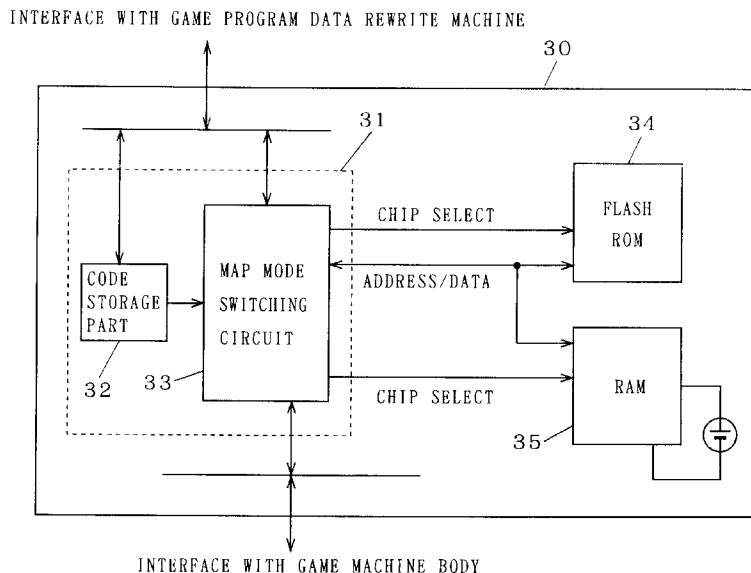 INTERFACE WITH GAME PROGRAM DATA REWRITE MACHINE
30
31
34
CHIP SELECT
FLASH
ROM
MAP MODE
SWITCHING
CIRCUIT
ADDRESS/DATA
CODE
STORAGE
PART
32
33
CHIP SELECT
RAM
35
INTERFACE WITH GAME MACHINE BODY